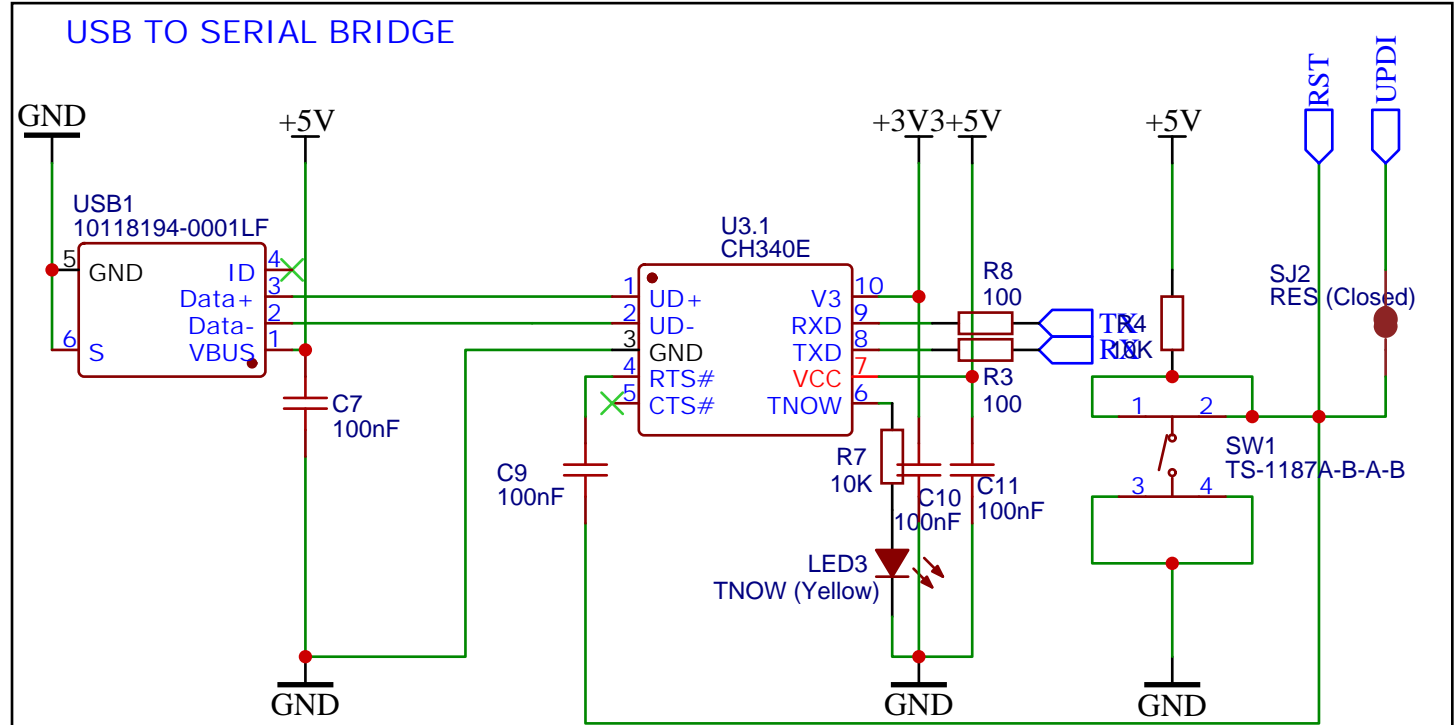 USB TO SERIAL BRIDGE
RST
UPDI
GND
+5V
+3V3
+5V
+5V
USB1
10118194-0001LF
5
GND
ID
4
Data+
3
Data-
2
6
S
VBUS
1
C7
100nF
U3.1
CH340E
1
UD+
V3
10
2
UD-
RXD
9
3
GND
TXD
8
4
RTS#
VCC
7
5
CTS#
TNOW
6
R8
100
TX
RX
R3
100
R4
10K
SJ2
RES (Closed)
1
2
SW1
TS-1187A-B-A-B
3
4
C9
100nF
R7
10K
C10
100nF
C11
100nF
LED3
TNOW (Yellow)
GND
GND
GND